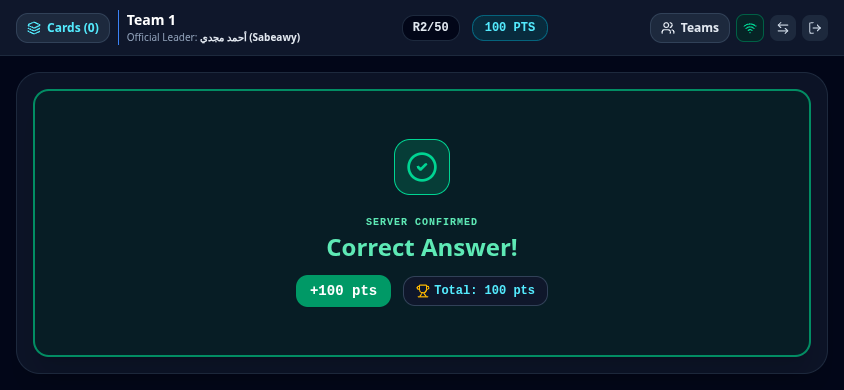 Cards (0)
Team 1
Official Leader: أحمد مجدي (Sabeawy)
R2/50
100 PTS
Teams
SERVER CONFIRMED
Correct Answer!
+100 pts
Total: 100 pts